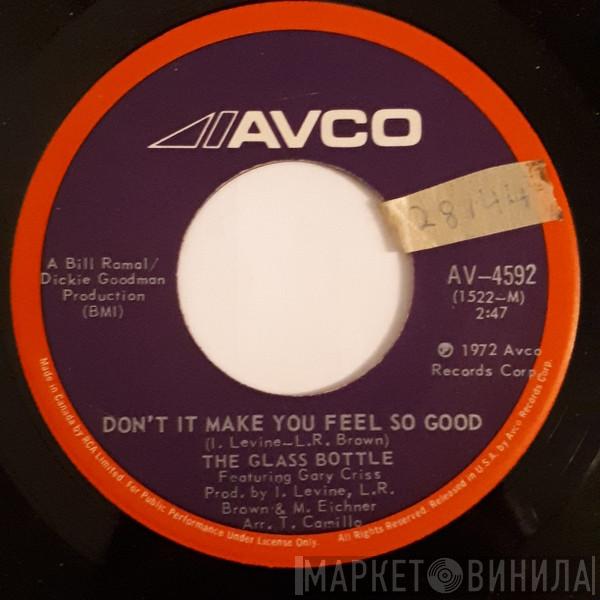 AVCO
28144
A Bill Ramal/
Dickie Goodman
Production
(BMI)
AV-4592
(1522-M)
2:47
℗ 1972 Avco
Records Corp.
DON'T IT MAKE YOU FEEL SO GOOD
(I. Levine-L.R. Brown)
THE GLASS BOTTLE
Featuring Gary Criss
Prod. by I. Levine, L.R.
Brown & M. Eichner
Arr. T. Camillo
Made in Canada by RCA Limited. For Public Performance Under License Only. All Rights Reserved. Released in U.S.A. by Avco Records Corp.
МАРКЕТ ВИНИЛА